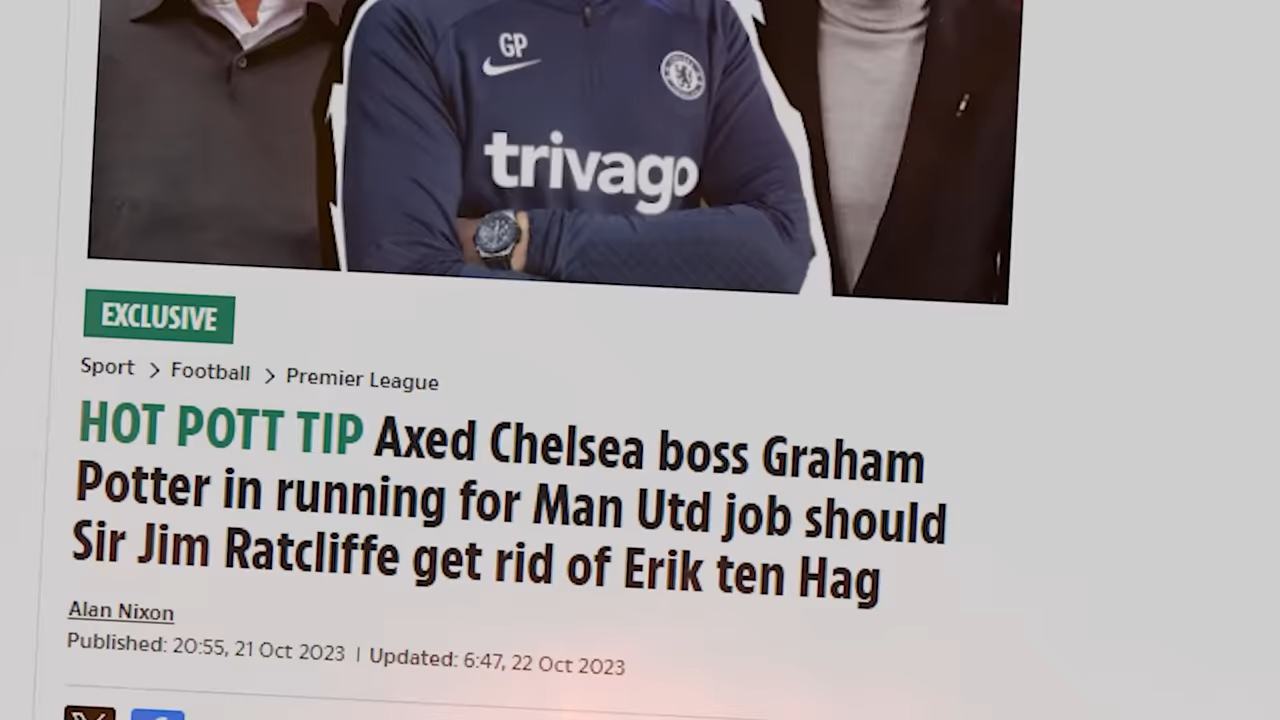 GP
trivago
EXCLUSIVE
Sport > Football > Premier League
HOT POTT TIP Axed Chelsea boss Graham
Potter in running for Man Utd job should
Sir Jim Ratcliffe get rid of Erik ten Hag
Alan Nixon
Published: 20:55, 21 Oct 2023 | Updated: 6:47, 22 Oct 2023